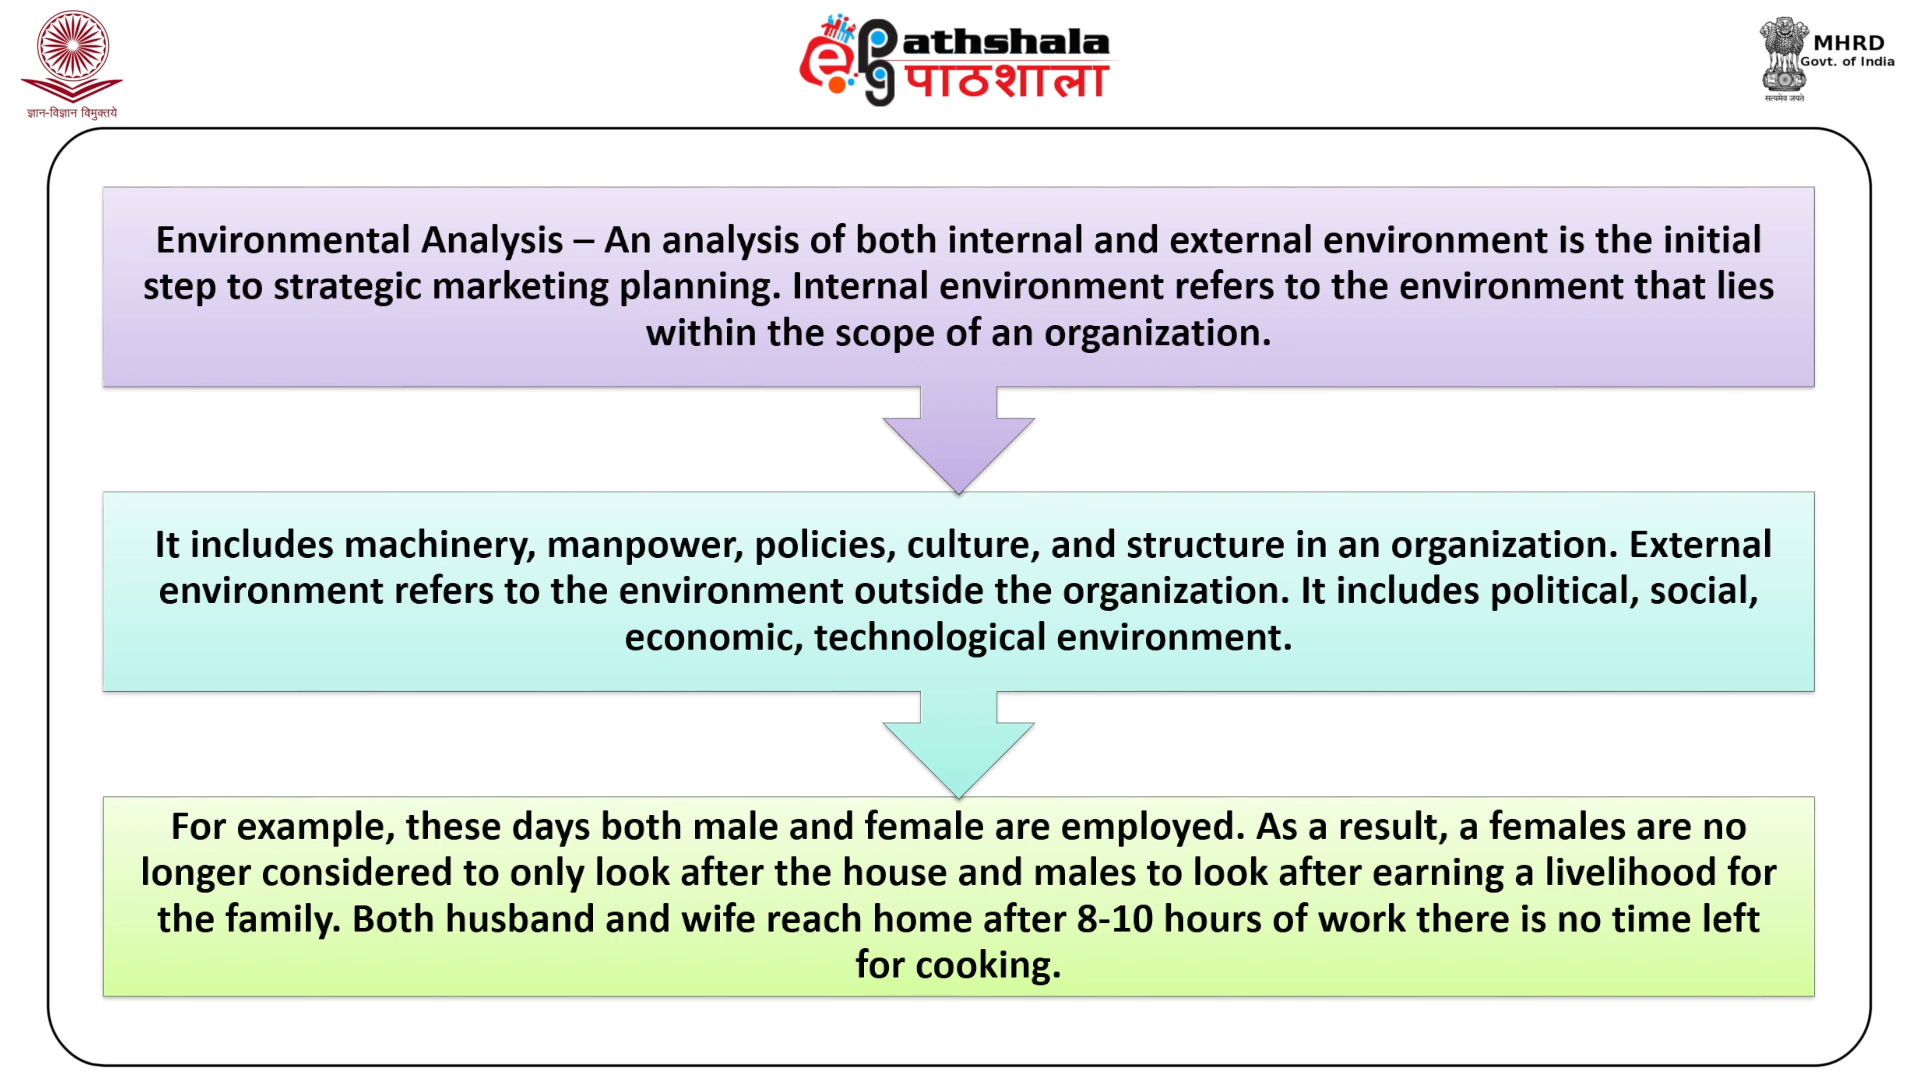 ज्ञान-विज्ञान विमुक्तये
ePG Pathshala
पाठशाला
MHRD
Govt. of India
सत्यमेव जयते
Environmental Analysis – An analysis of both internal and external environment is the initial
step to strategic marketing planning. Internal environment refers to the environment that lies
within the scope of an organization.
It includes machinery, manpower, policies, culture, and structure in an organization. External
environment refers to the environment outside the organization. It includes political, social,
economic, technological environment.
For example, these days both male and female are employed. As a result, a females are no
longer considered to only look after the house and males to look after earning a livelihood for
the family. Both husband and wife reach home after 8-10 hours of work there is no time left
for cooking.